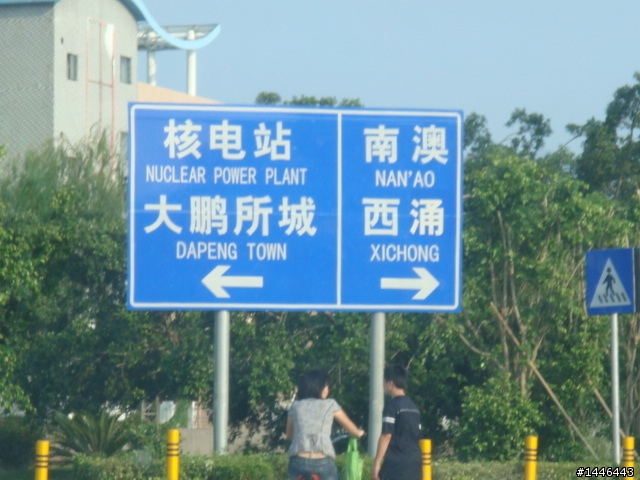 核电站
NUCLEAR POWER PLANT
大鹏所城
DAPENG TOWN
南澳
NAN'AO
西涌
XICHONG
#1446443